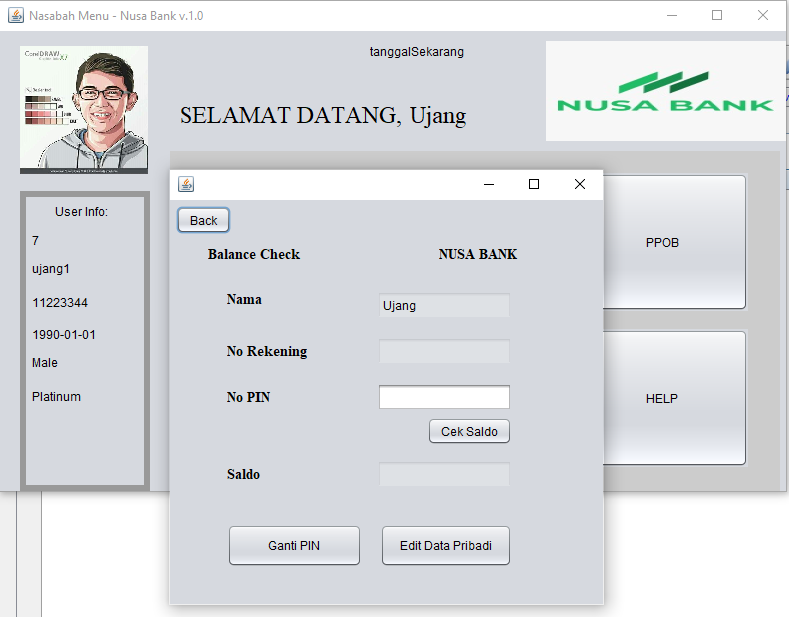 Nasabah Menu - Nusa Bank v.1.0
CorelDRAW
X7
tanggalSekarang
SELAMAT DATANG, Ujang
NUSA BANK
User Info:
7
ujang1
11223344
1990-01-01
Male
Platinum
Back
Balance Check
NUSA BANK
Nama
Ujang
No Rekening
No PIN
Cek Saldo
Saldo
Ganti PIN
Edit Data Pribadi
PPOB
HELP